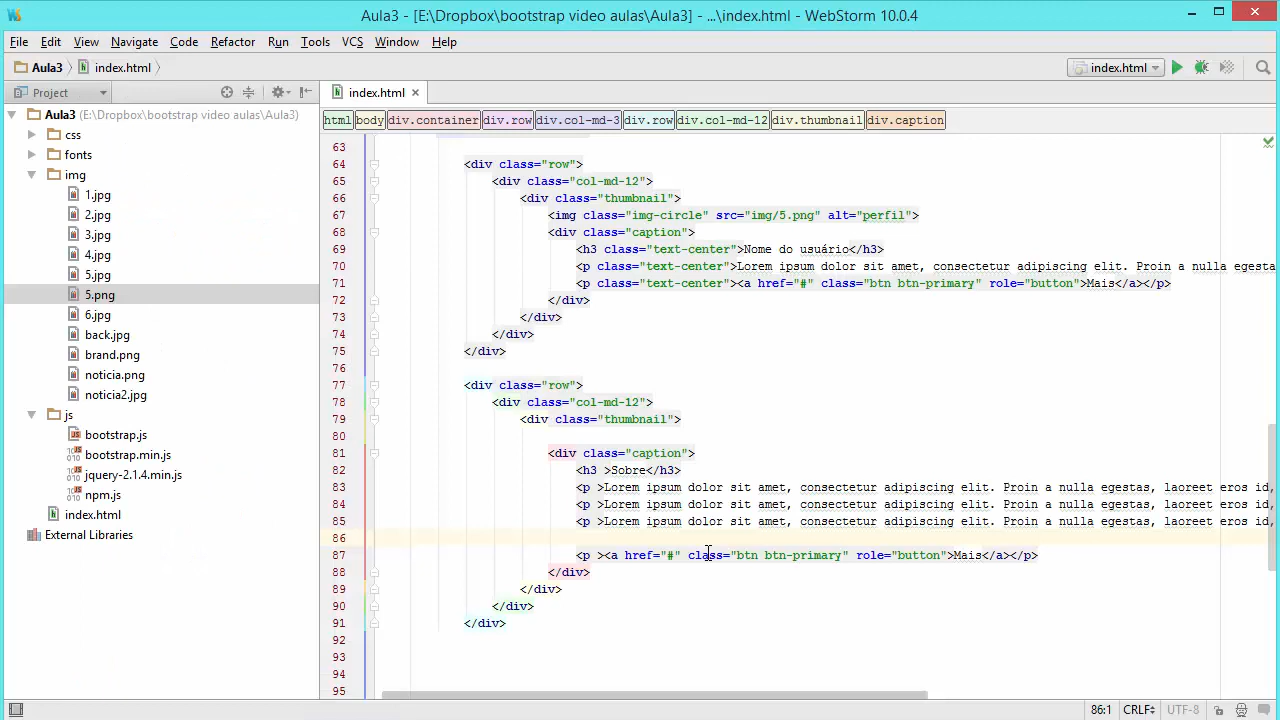 WS Aula3 - [E:\Dropbox\bootstrap video aulas\Aula3] - ...\index.html - WebStorm 10.0.4
File Edit View Navigate Code Refactor Run Tools VCS Window Help
Aula3 index.html index.html
Project index.html
Aula3 (E:\Dropbox\bootstrap video aulas\Aula3)
css
fonts
img
1.jpg
2.jpg
3.jpg
4.jpg
5.jpg
5.png
6.jpg
back.jpg
brand.png
noticia.png
noticia2.jpg
js
bootstrap.js
bootstrap.min.js
jquery-2.1.4.min.js
npm.js
index.html
External Libraries
html body div.container div.row div.col-md-3 div.row div.col-md-12 div.thumbnail div.caption
63
64 <div class="row">
65 <div class="col-md-12">
66 <div class="thumbnail">
67 <img class="img-circle" src="img/5.png" alt="perfil">
68 <div class="caption">
69 <h3 class="text-center">Nome do usuário</h3>
70 <p class="text-center">Lorem ipsum dolor sit amet, consectetur adipiscing elit. Proin a nulla egesta
71 <p class="text-center"><a href="#" class="btn btn-primary" role="button">Mais</a></p>
72 </div>
73 </div>
74 </div>
75 </div>
76
77 <div class="row">
78 <div class="col-md-12">
79 <div class="thumbnail">
80
81 <div class="caption">
82 <h3 >Sobre</h3>
83 <p >Lorem ipsum dolor sit amet, consectetur adipiscing elit. Proin a nulla egestas, laoreet eros id,
84 <p >Lorem ipsum dolor sit amet, consectetur adipiscing elit. Proin a nulla egestas, laoreet eros id,
85 <p >Lorem ipsum dolor sit amet, consectetur adipiscing elit. Proin a nulla egestas, laoreet eros id,
86
87 <p ><a href="#" class="btn btn-primary" role="button">Mais</a></p>
88 </div>
89 </div>
90 </div>
91 </div>
92
93
94
95
86:1 CRLF UTF-8